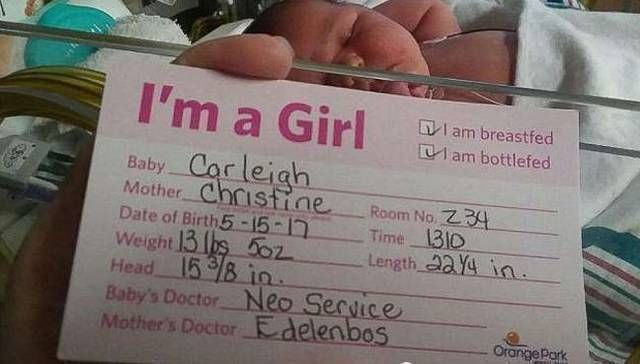 I'm a Girl
I am breastfed
I am bottlefed
Baby Carleigh
Mother Christine
Room No. 234
Date of Birth 5-15-17
Time 1310
Weight 13 lbs 5oz
Length 22 1/4 in.
Head 15 3/8 in.
Baby's Doctor Neo Service
Mother's Doctor Edelenbos
Orange Park